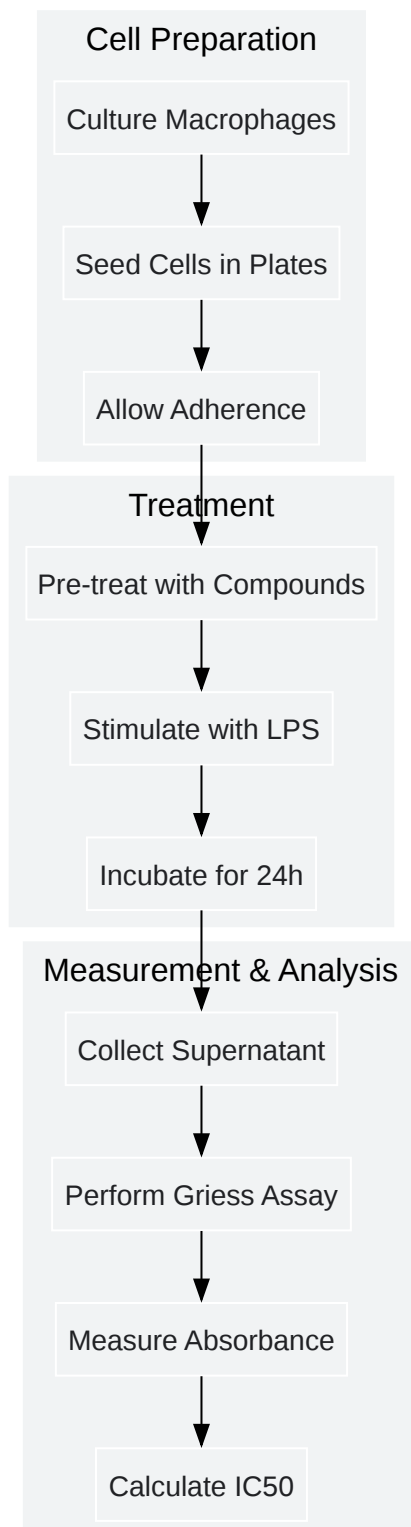 Cell Preparation
Culture Macrophages
Seed Cells in Plates
Allow Adherence
Treatment
Pre-treat with Compounds
Stimulate with LPS
Incubate for 24h
Measurement & Analysis
Collect Supernatant
Perform Griess Assay
Measure Absorbance
Calculate IC50